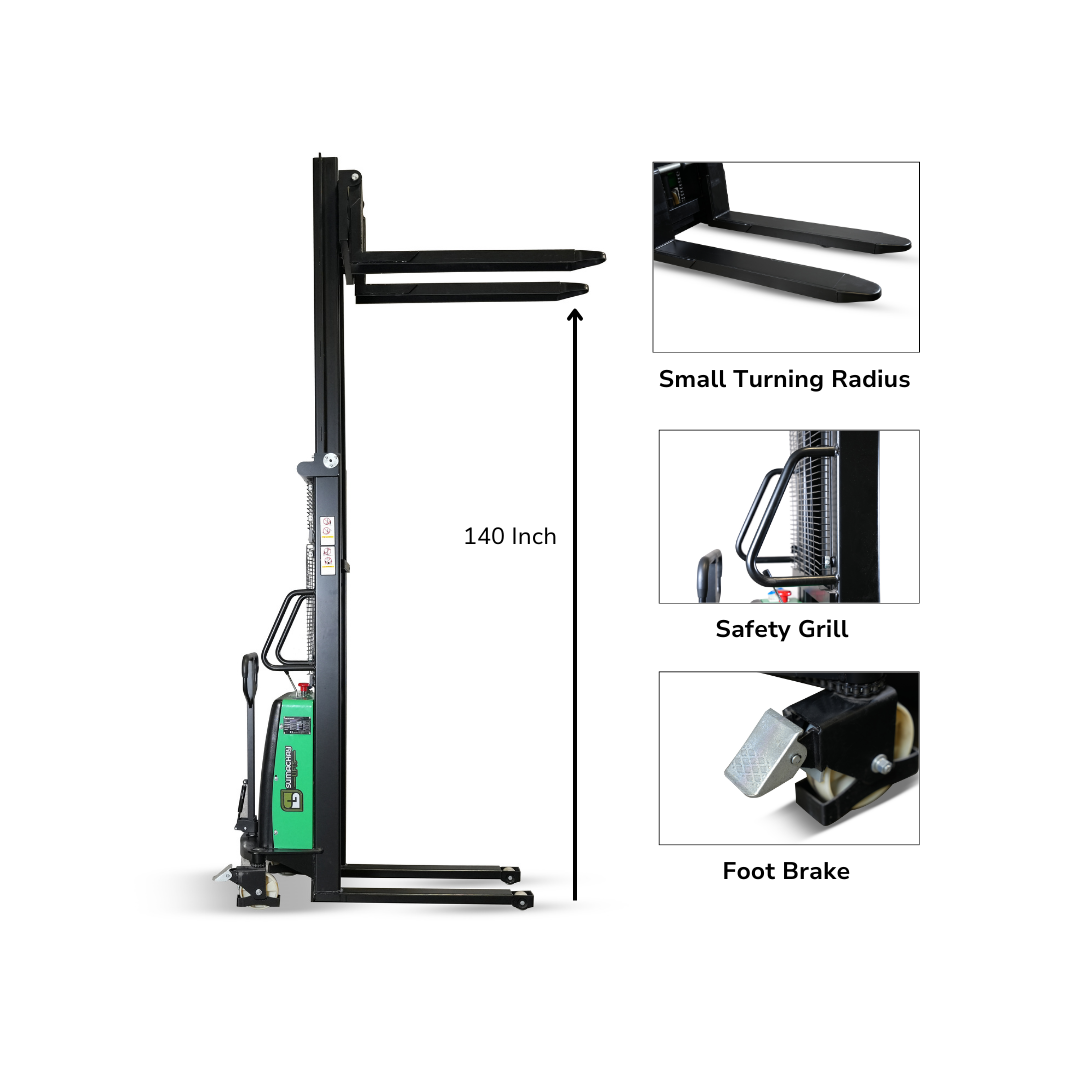 140 Inch
Small Turning Radius
Safety Grill
Foot Brake